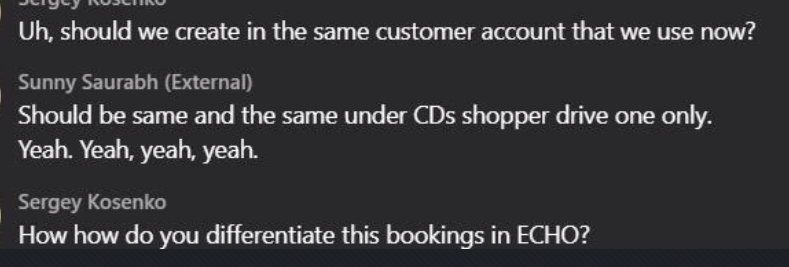 Sergey Kosenko
Uh, should we create in the same customer account that we use now?
Sunny Saurabh (External)
Should be same and the same under CDs shopper drive one only.
Yeah. Yeah, yeah, yeah.
Sergey Kosenko
How how do you differentiate this bookings in ECHO?